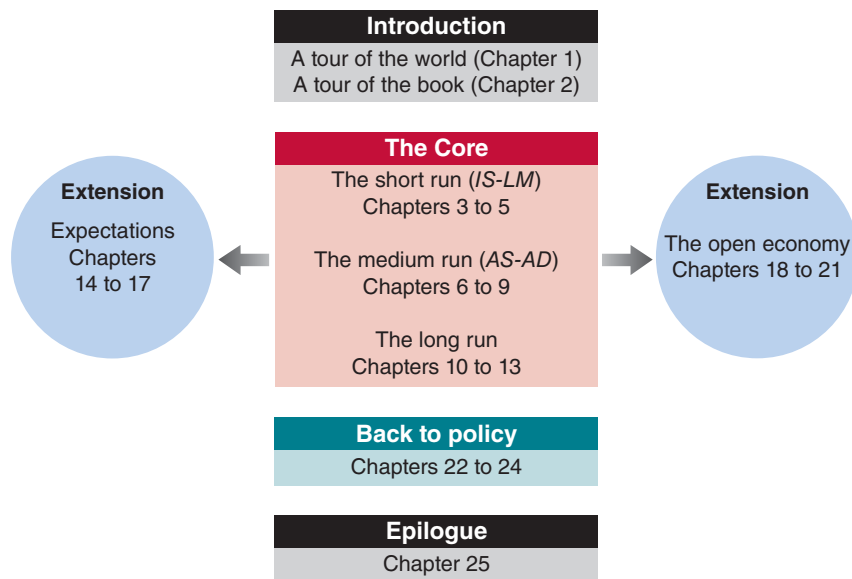 Introduction
A tour of the world (Chapter 1)
A tour of the book (Chapter 2)
The Core
The short run (IS-LM)
Chapters 3 to 5
The medium run (AS-AD)
Chapters 6 to 9
The long run
Chapters 10 to 13
Extension
Expectations
Chapters
14 to 17
Extension
The open economy
Chapters 18 to 21
Back to policy
Chapters 22 to 24
Epilogue
Chapter 25